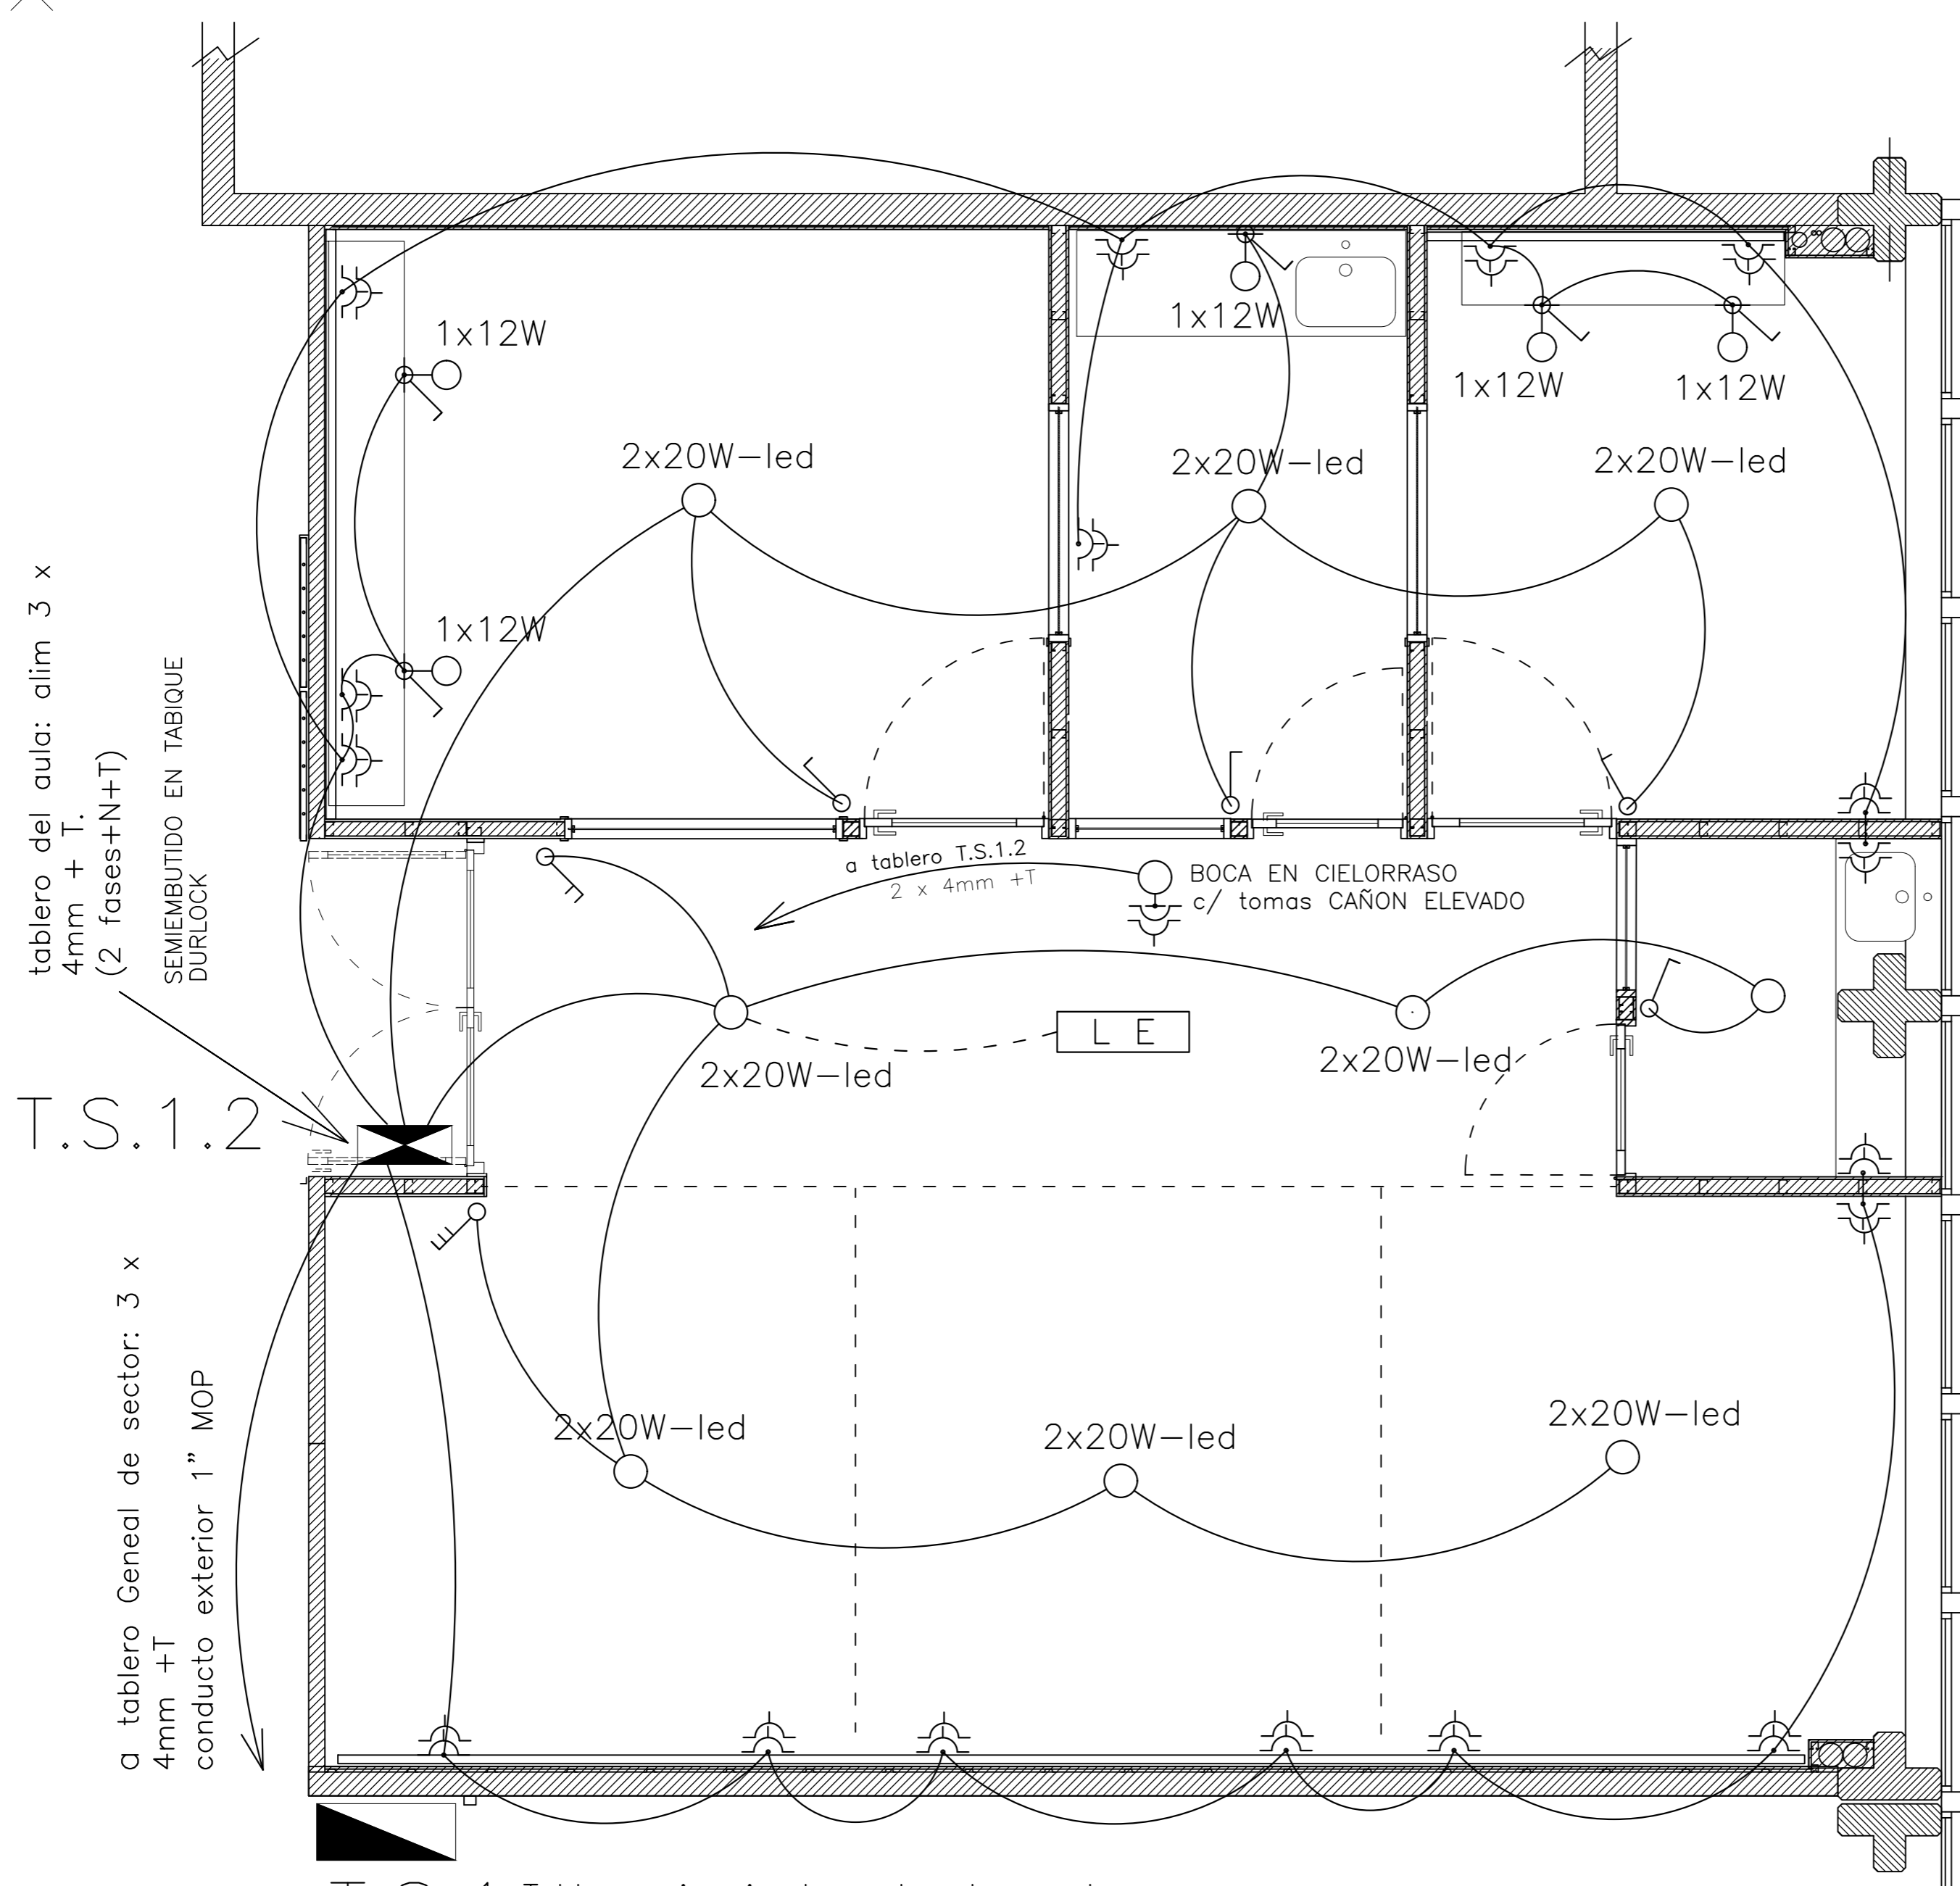 1x12W
1x12W
1x12W
1x12W
2x20W-led
2x20W-led
2x20W-led
1x12W
tablero del aula: alim 3 x
4mm + T.
(2 fases+N+T)
SEMIEMBUTIDO EN TABIQUE
DURLOCK
a tablero T.S.1.2
2 x 4mm +T
BOCA EN CIELORRASO
c/ tomas CAÑON ELEVADO
L E
2x20W-led
2x20W-led
T.S.1.2
a tablero Geneal de sector: 3 x
4mm +T
conducto exterior 1" MOP
2x20W-led
2x20W-led
2x20W-led